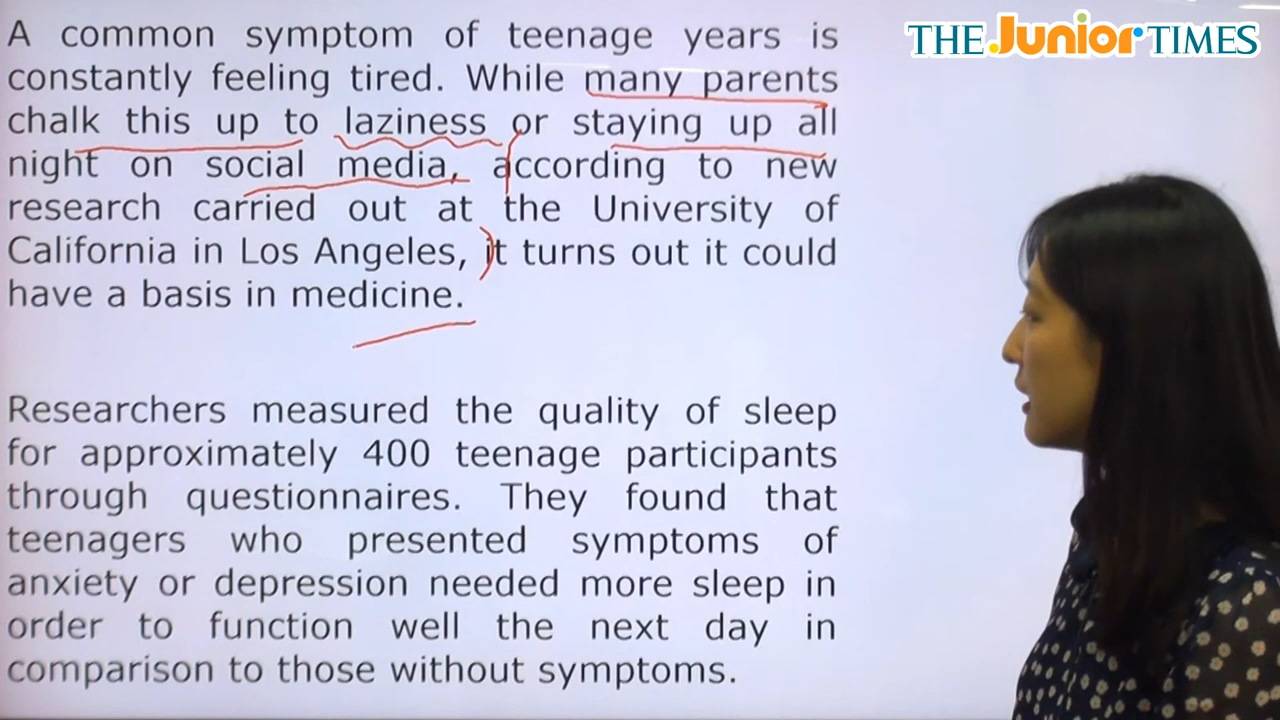 THE Junior TIMES
A common symptom of teenage years is
constantly feeling tired. While many parents
chalk this up to laziness or staying up all
night on social media, according to new
research carried out at the University of
California in Los Angeles, it turns out it could
have a basis in medicine.
Researchers measured the quality of sleep
for approximately 400 teenage participants
through questionnaires. They found that
teenagers who presented symptoms of
anxiety or depression needed more sleep in
order to function well the next day in
comparison to those without symptoms.